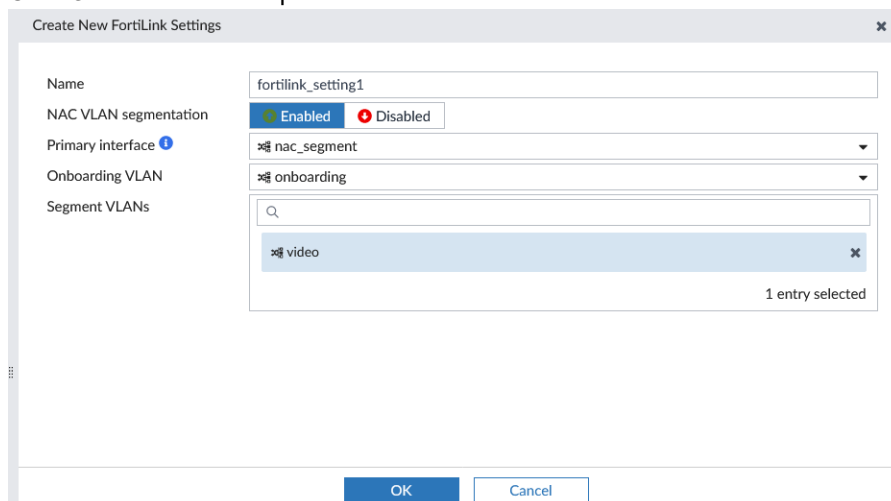 Create New FortiLink Settings
Name fortilink_setting1
NAC VLAN segmentation Enabled Disabled
Primary interface nac_segment
Onboarding VLAN onboarding
Segment VLANs
video
1 entry selected
OK Cancel